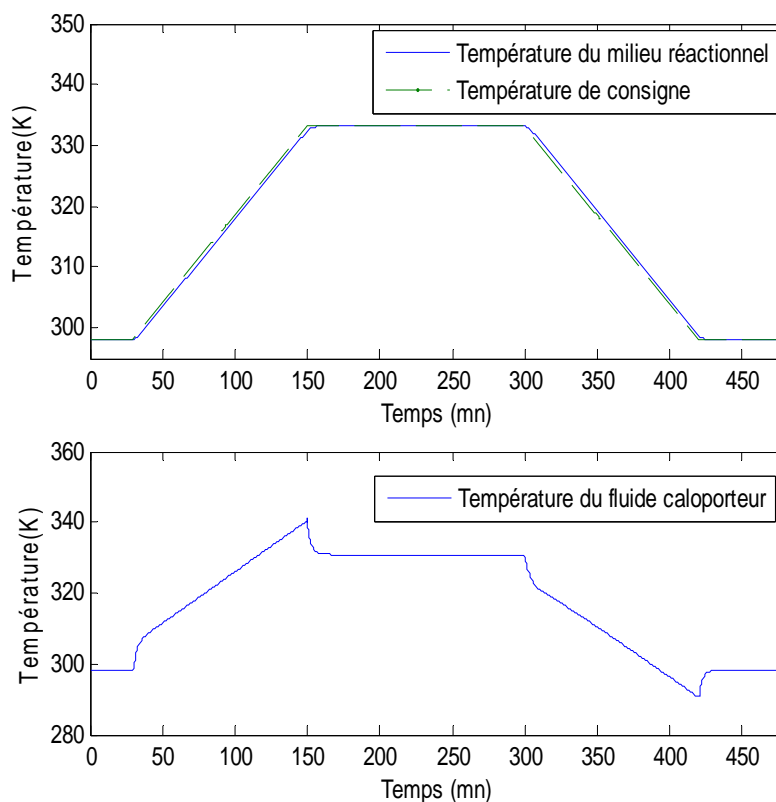 350
340
330
320
310
300
Température(K)
Température du milieu réactionnel
Température de consigne
0 50 100 150 200 250 300 350 400 450
Temps (mn)
360
340
320
300
280
Température(K)
Température du fluide caloporteur
0 50 100 150 200 250 300 350 400 450
Temps (mn)